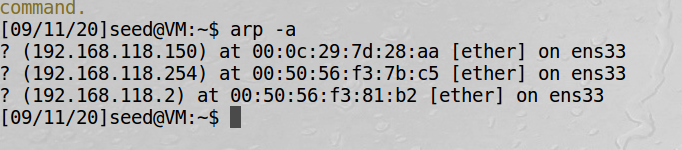 command.
[09/11/20]seed@VM:~$ arp -a
? (192.168.118.150) at 00:0c:29:7d:28:aa [ether] on ens33
? (192.168.118.254) at 00:50:56:f3:7b:c5 [ether] on ens33
? (192.168.118.2) at 00:50:56:f3:81:b2 [ether] on ens33
[09/11/20]seed@VM:~$